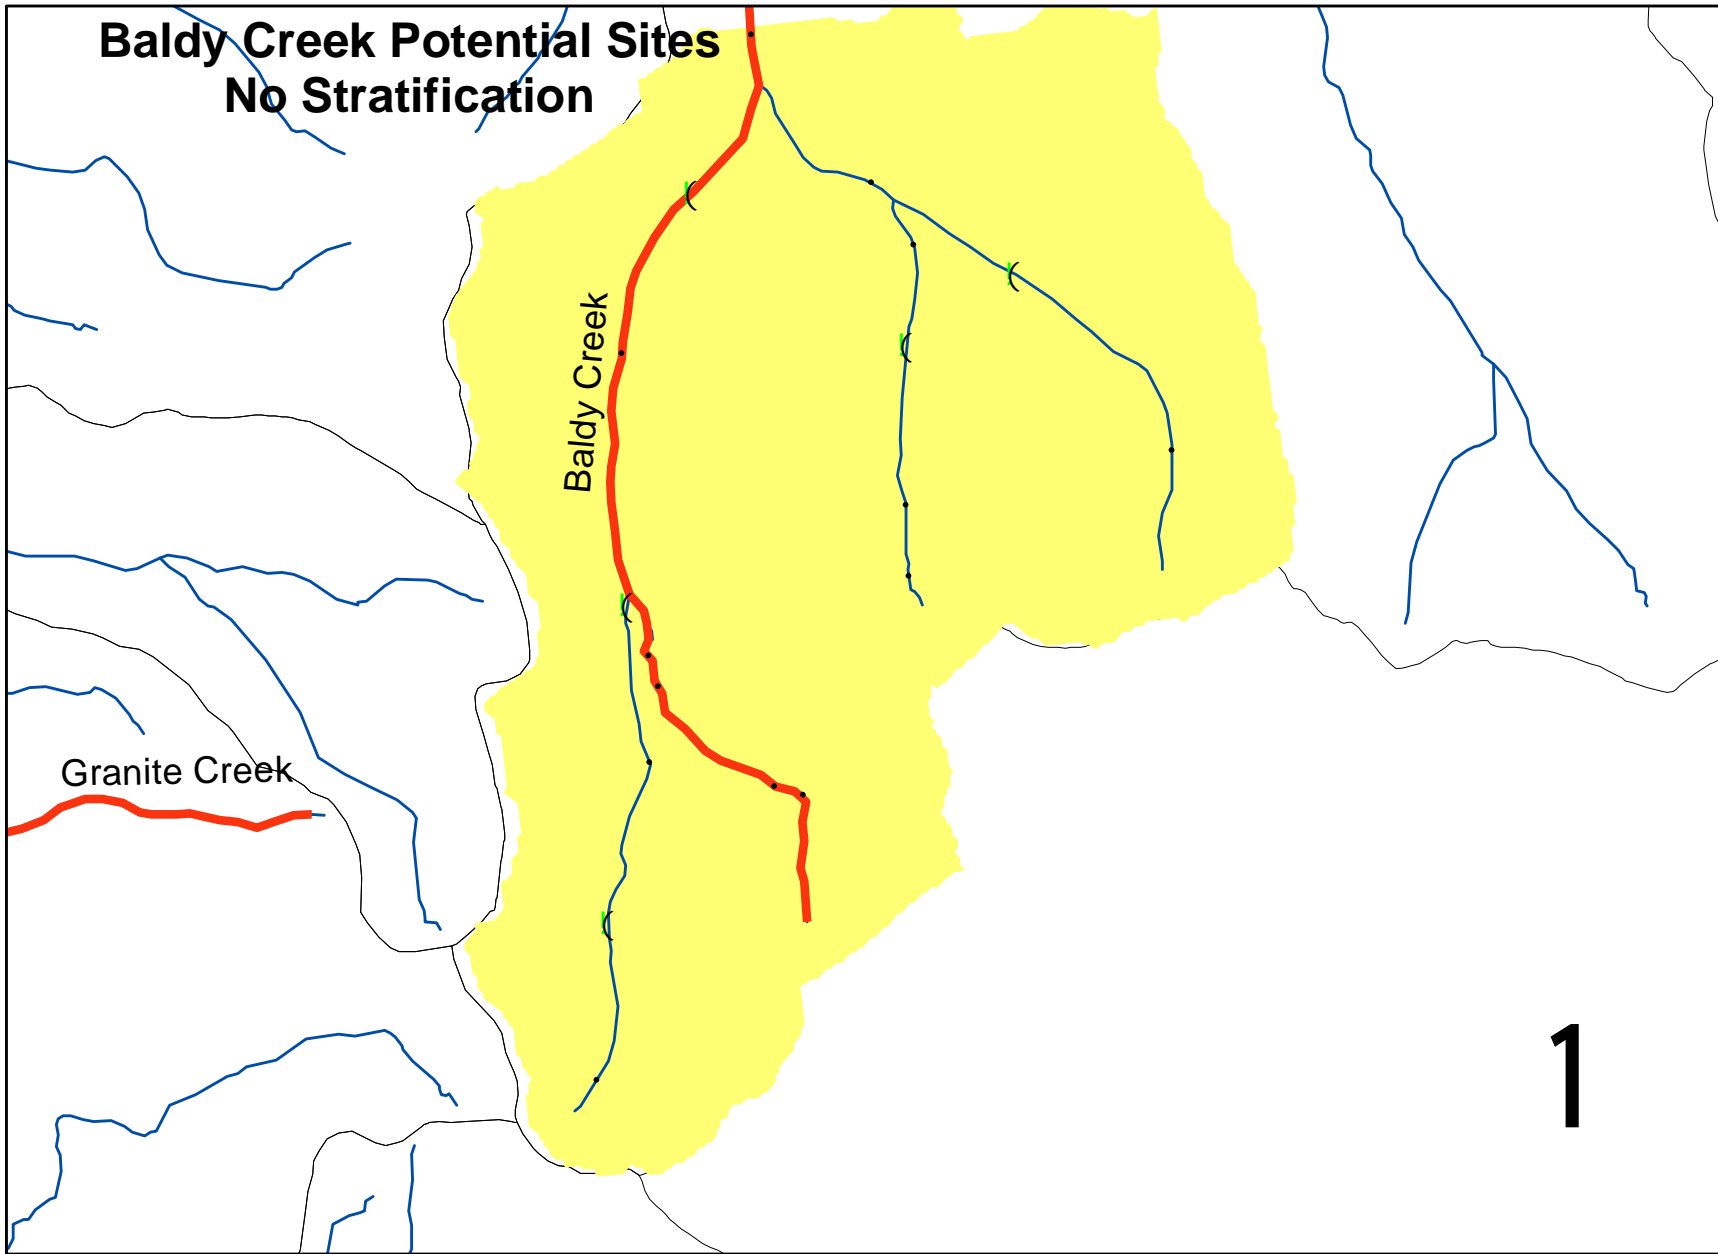 Baldy Creek Potential Sites
No Stratification
Baldy Creek
Granite Creek
1